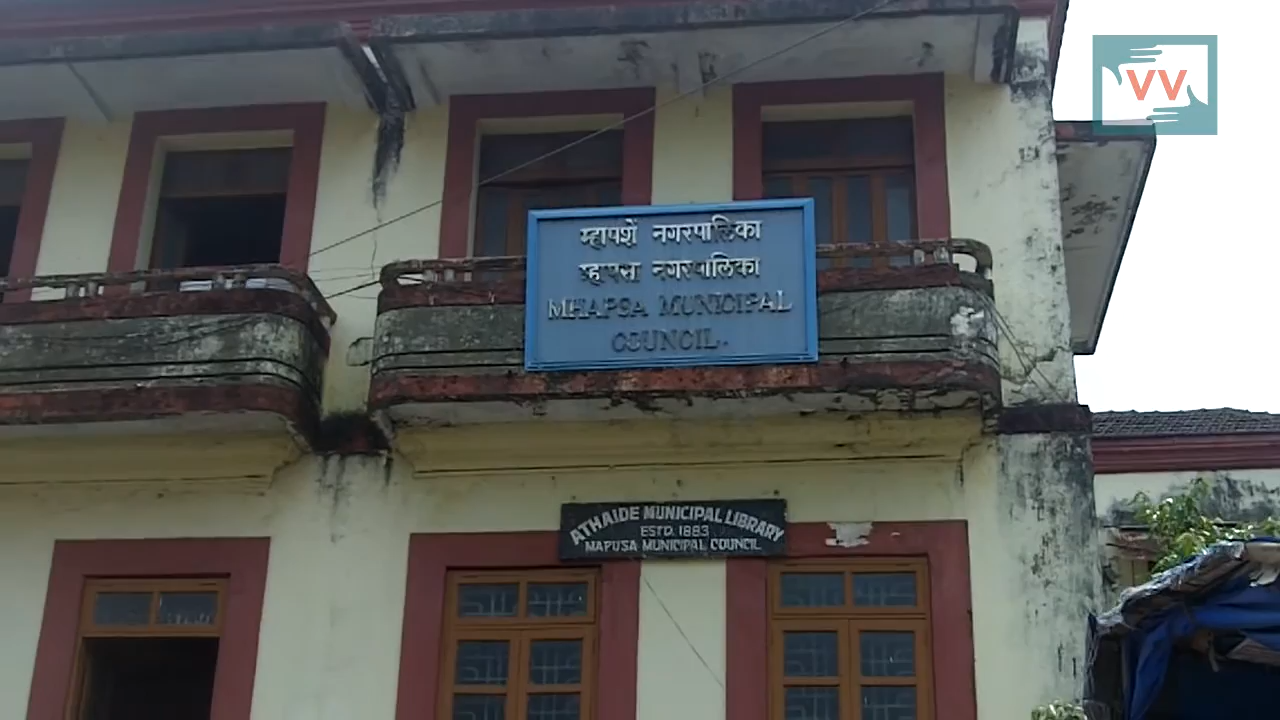 VV
म्हापशें नगरपालिका
म्हापसा नगरपालिका
MHAPSA MUNICIPAL
COUNCIL.
ATHAIDE MUNICIPAL LIBRARY
ESTD. 1883
MAPUSA MUNICIPAL COUNCIL